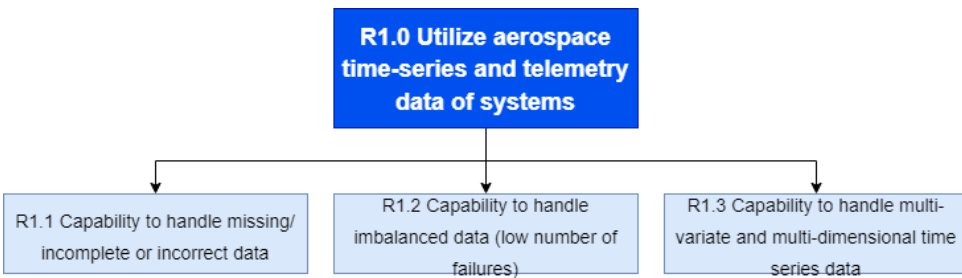 R1.0 Utilize aerospace
time-series and telemetry
data of systems
R1.1 Capability to handle missing/
incomplete or incorrect data
R1.2 Capability to handle
imbalanced data (low number of
failures)
R1.3 Capability to handle multi-
variate and multi-dimensional time
series data